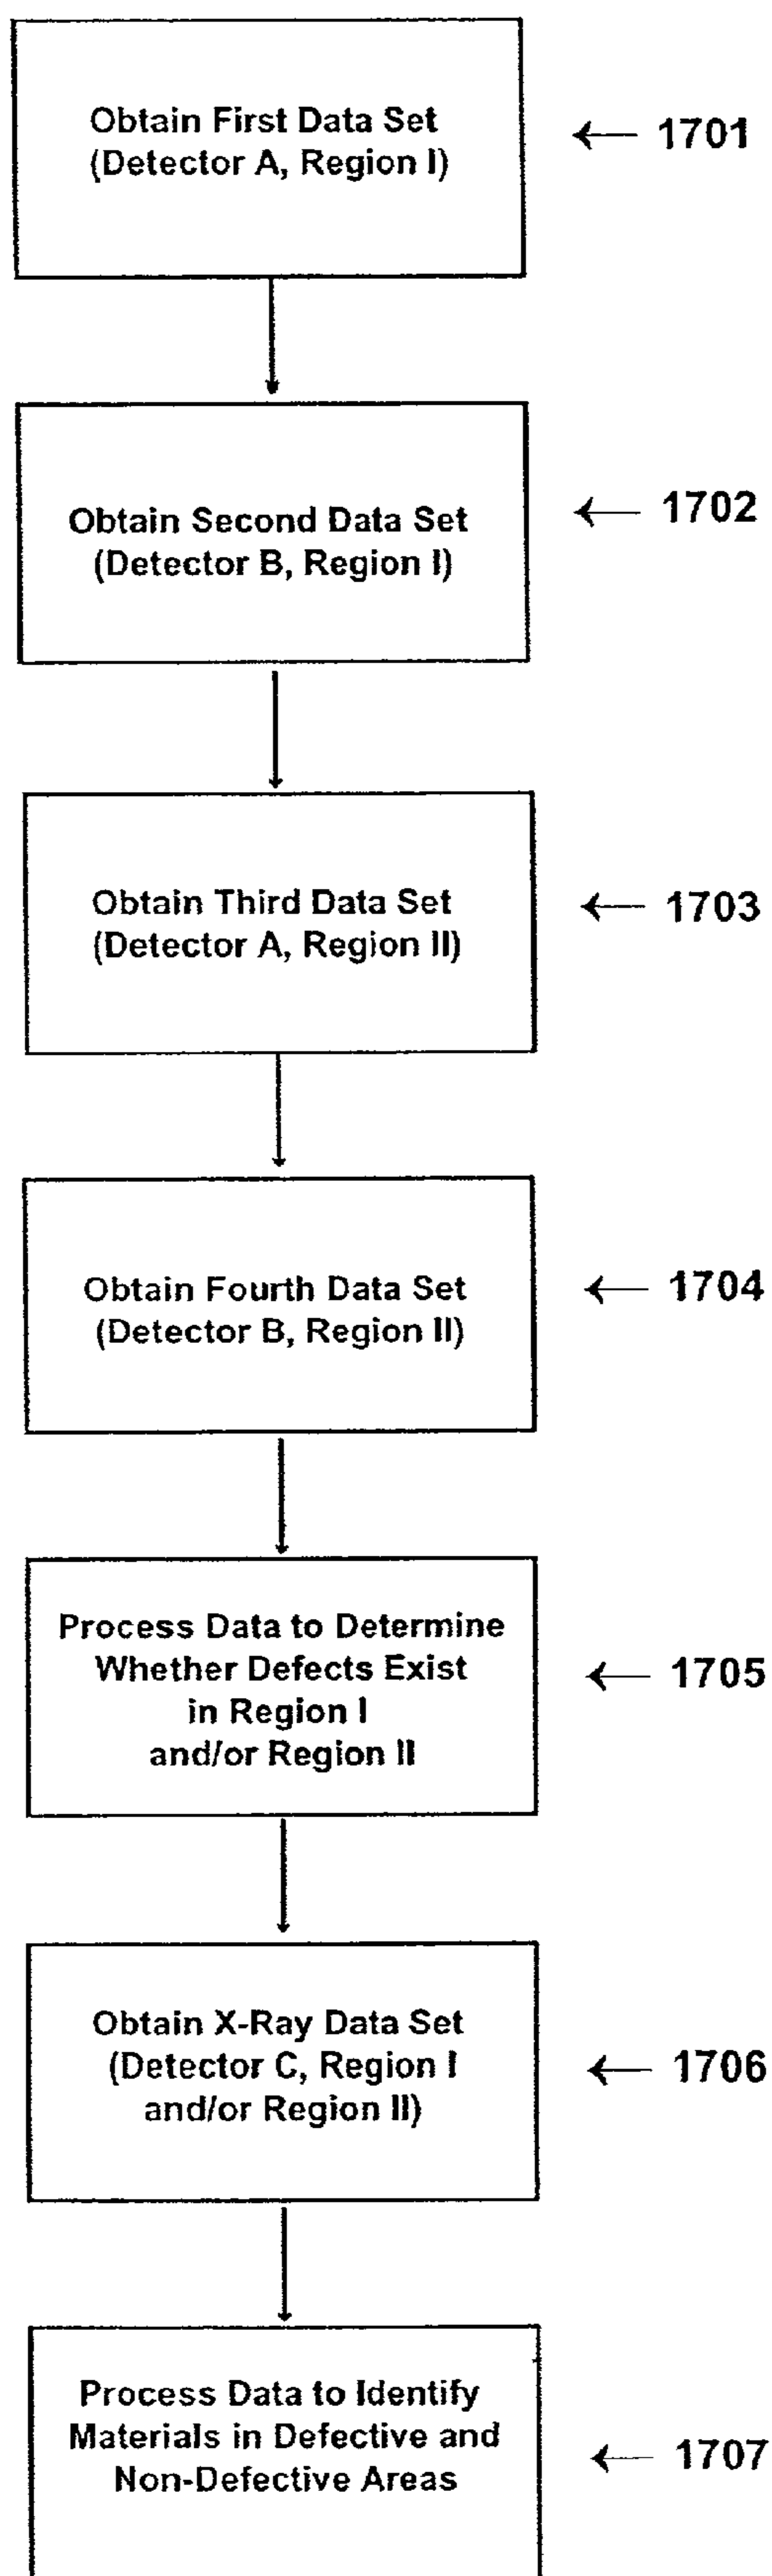 Obtain First Data Set
(Detector A, Region I)
1701
Obtain Second Data Set
(Detector B, Region I)
1702
Obtain Third Data Set
(Detector A, Region II)
1703
Obtain Fourth Data Set
(Detector B, Region II)
1704
Process Data to Determine
Whether Defects Exist
in Region I
and/or Region II
1705
Obtain X-Ray Data Set
(Detector C, Region I
and/or Region II)
1706
Process Data to Identify
Materials in Defective and
Non-Defective Areas
1707